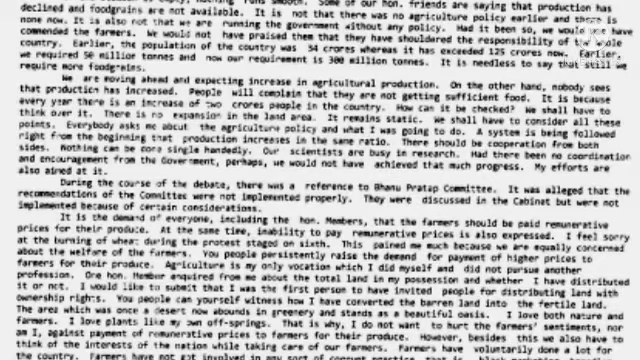 declined and foodgrains are not available. It is not that there was no agriculture policy earlier and there is
none now. It is also not that we are running the government without any policy. Had it been so, we would not have
commended the farmers. We would not have praised them that they have shouldered the responsibility of the whole
country. Earlier, the population of the country was 34 crores whereas it has exceeded 125 crores now. Earlier,
we required 50 million tonnes and now our requirement is 300 million tonnes. It is needless to say that still we
require more foodgrains.
We are moving ahead and expecting increase in agricultural production. On the other hand, nobody sees
that production has increased. People will complain that they are not getting sufficient food. It is because
every year there is an increase of two crores people in the country. How can it be checked? We shall have to
think over it. There is no expansion in the land area. It remains static. We shall have to consider all these
points. Everybody asks me about the agriculture policy and what I was going to do. A system is being followed
right from the beginning that production increases in the same ratio. There should be cooperation from both
sides. Nothing can be done single handedly. Our scientists are busy in research. Had there been no coordination
and encouragement from the Government, perhaps, we would not have achieved that much progress. My efforts are
also aimed at it.
During the course of the debate, there was a reference to Bhanu Pratap Committee. It was alleged that the
recommendations of the Committee were not implemented properly. They were discussed in the Cabinet but were not
implemented because of certain considerations.
It is the demand of everyone, including the hon. Members, that the farmers should be paid remunerative
prices for their produce. At the same time, inability to pay remunerative prices is also expressed. I feel sorry
at the burning of wheat during the protest staged on sixth. This pained me much because we are equally concerned
about the welfare of the farmers. You people persistently raise the demand for payment of higher prices to
farmers for their produce. Agriculture is my only vocation which I did myself and did not pursue another
profession. One hon. Member enquired from me about the total land in my possession and whether I have distributed
it or not. I would like to submit that I was the first person to have invited people for distributing land with
ownership rights. You people can yourself witness how I have converted the barren land into the fertile land.
The area which was once a desert now abounds in greenery and stands as a beautiful oasis. I love both nature and
farmers. I love plants like my own off-springs. That is why, I do not want to hurt the farmers' sentiments, nor
am I, against payment of remunerative prices to farmers for their produce. However, besides this we also have to
think of the interests of the nation while taking care of our farmers. Farmers have voluntarily done a lot for
the country. Farmers have not got involved in any sort of corrupt practice